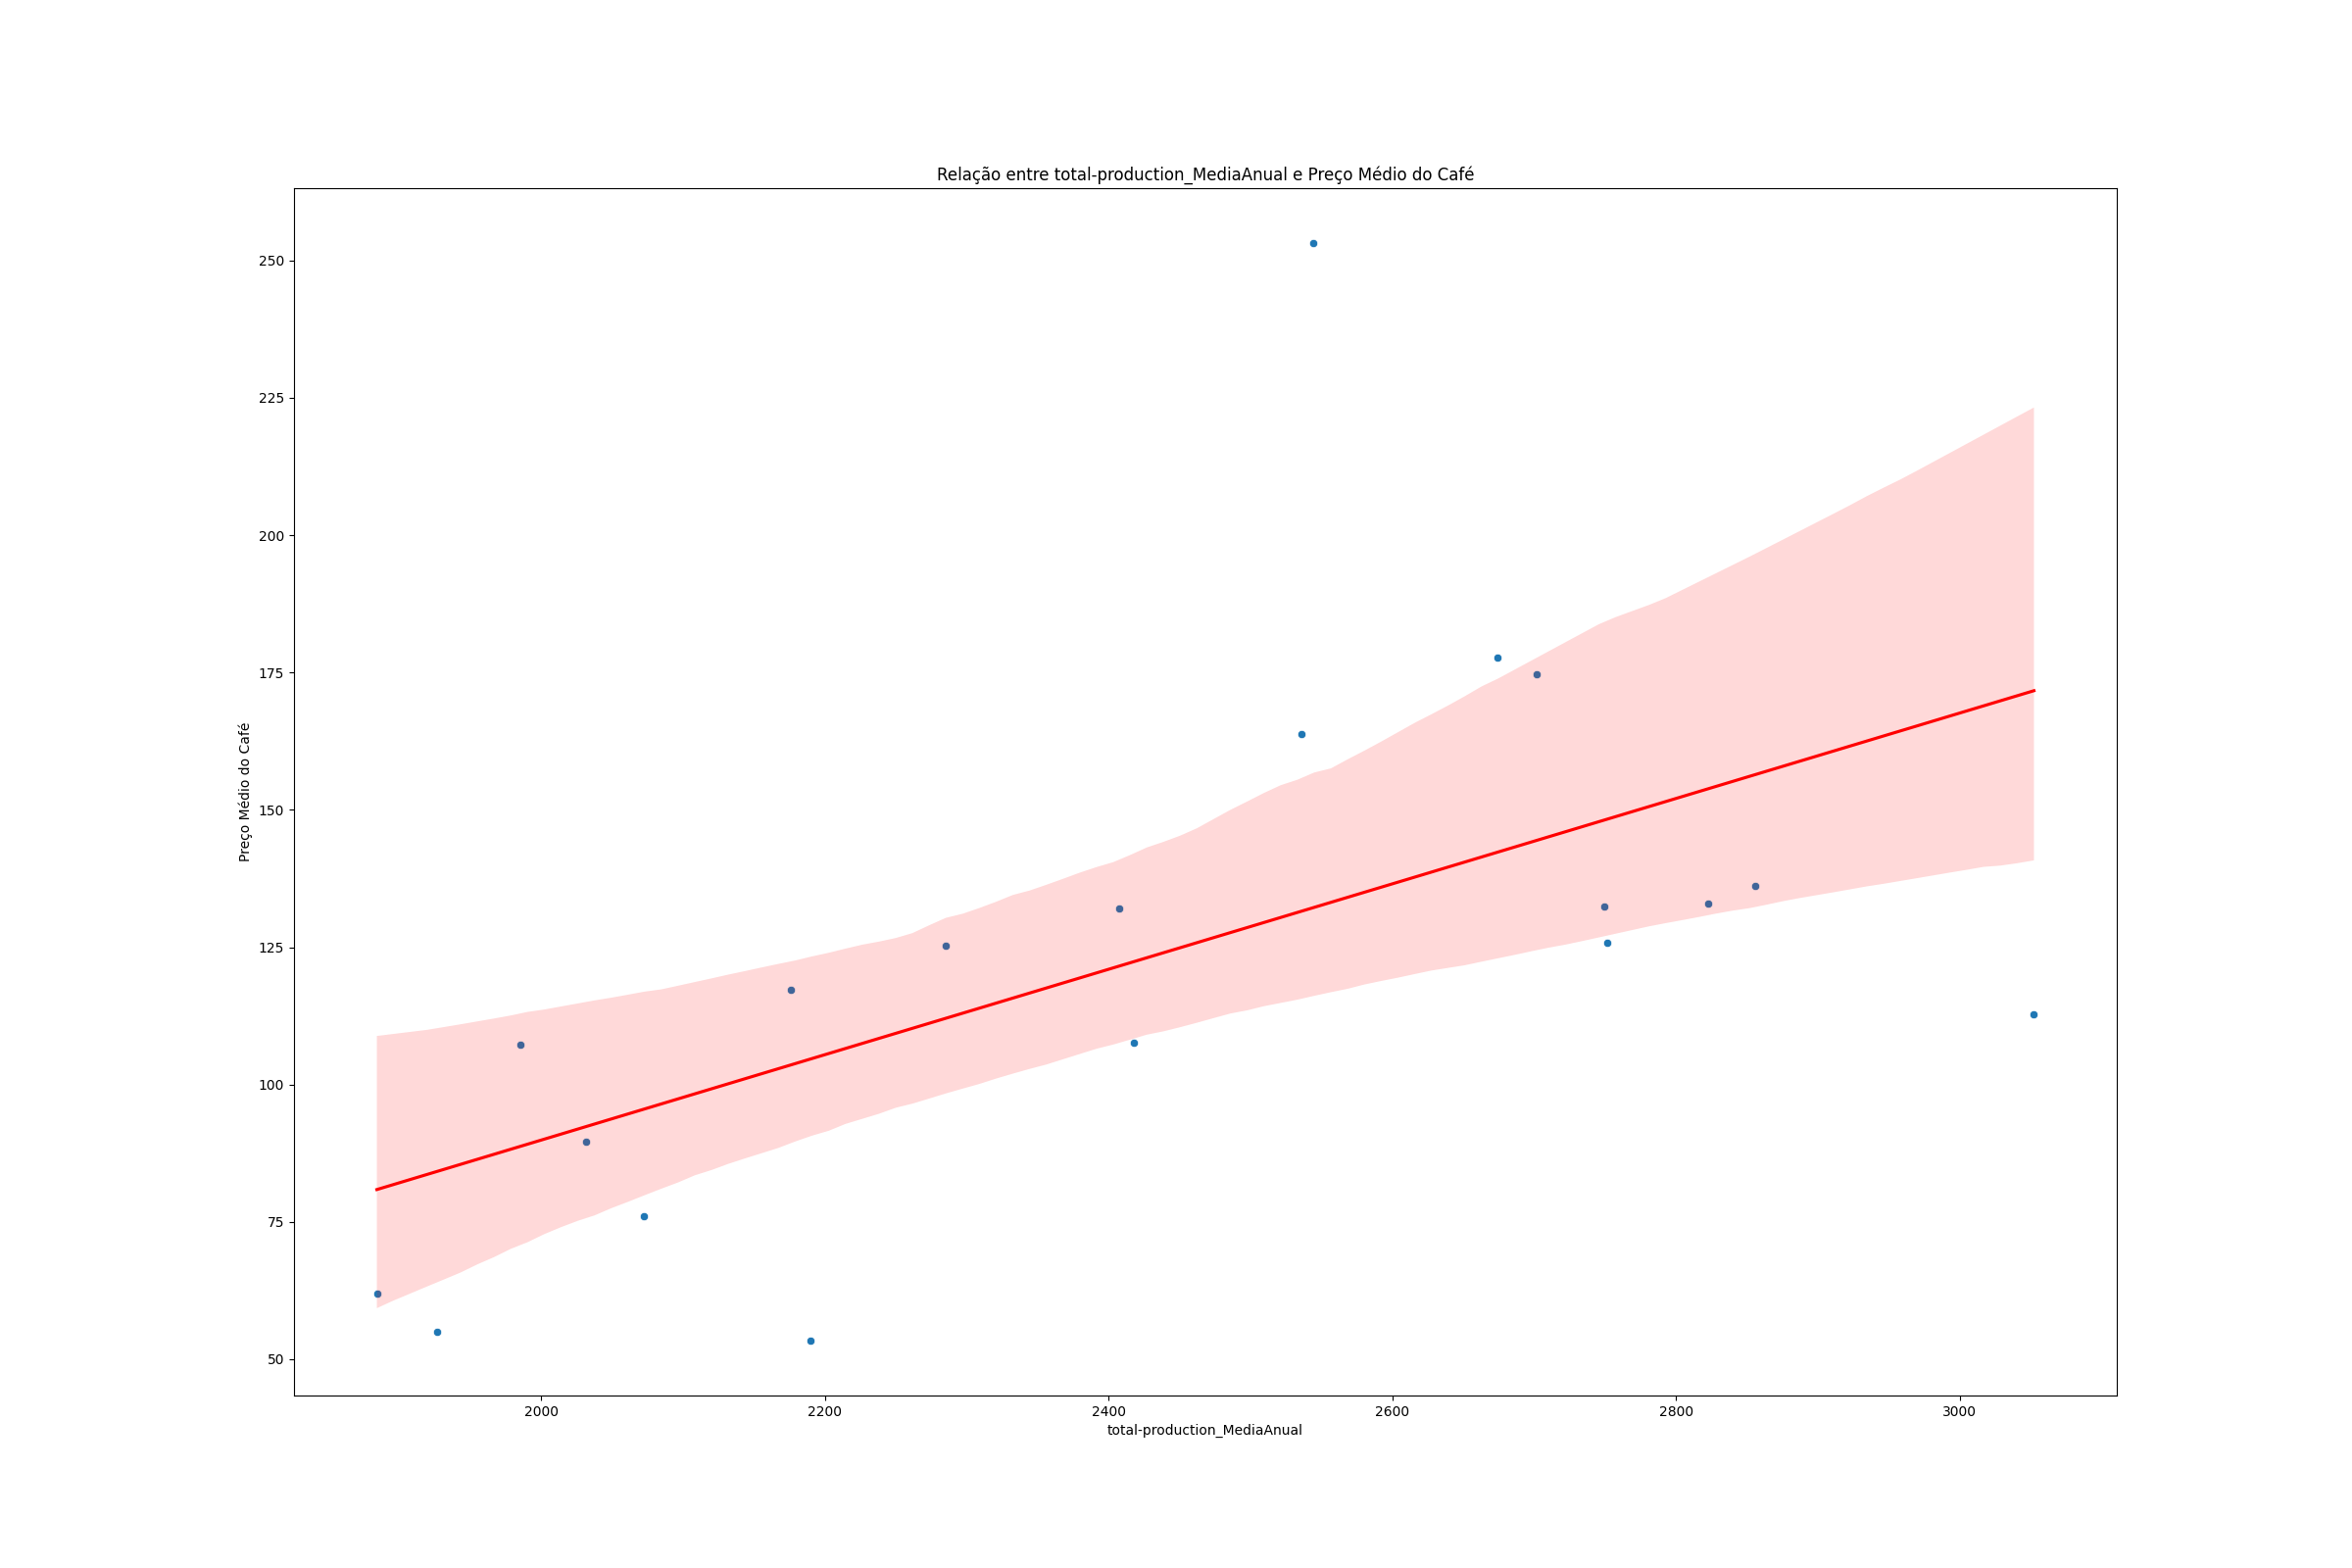 Relação entre total-production_MediaAnual e Preço Médio do Café
250
225
200
175
150
125
100
75
50
Preço Médio do Café
2000 2200 2400 2600 2800 3000
total-production_MediaAnual